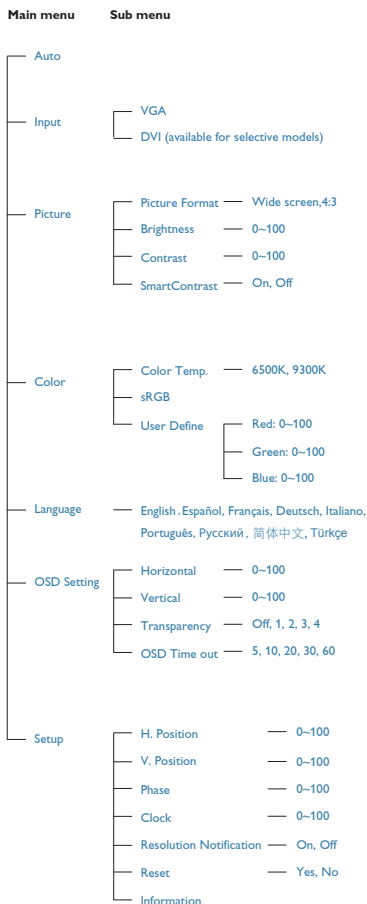 Main menu Sub menu
Auto
Input
VGA
DVI (available for selective models)
Picture
Picture Format Wide screen,4:3
Brightness 0~100
Contrast 0~100
SmartContrast On, Off
Color
Color Temp. 6500K, 9300K
sRGB
User Define Red: 0~100
Green: 0~100
Blue: 0~100
Language English , Español, Français, Deutsch, Italiano,
Português, Русский, 简体中文, Türkçe
OSD Setting
Horizontal 0~100
Vertical 0~100
Transparency Off, 1, 2, 3, 4
OSD Time out 5, 10, 20, 30, 60
Setup
H. Position 0~100
V. Position 0~100
Phase 0~100
Clock 0~100
Resolution Notification On, Off
Reset Yes, No
Information